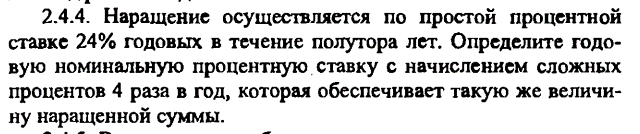 2.4.4. Наращение осуществляется по простой процентной
ставке 24% годовых в течение полутора лет. Определите годо-
вую номинальную процентную ставку с начислением сложных
процентов 4 раза в год, которая обеспечивает такую же величи-
ну наращенной суммы.